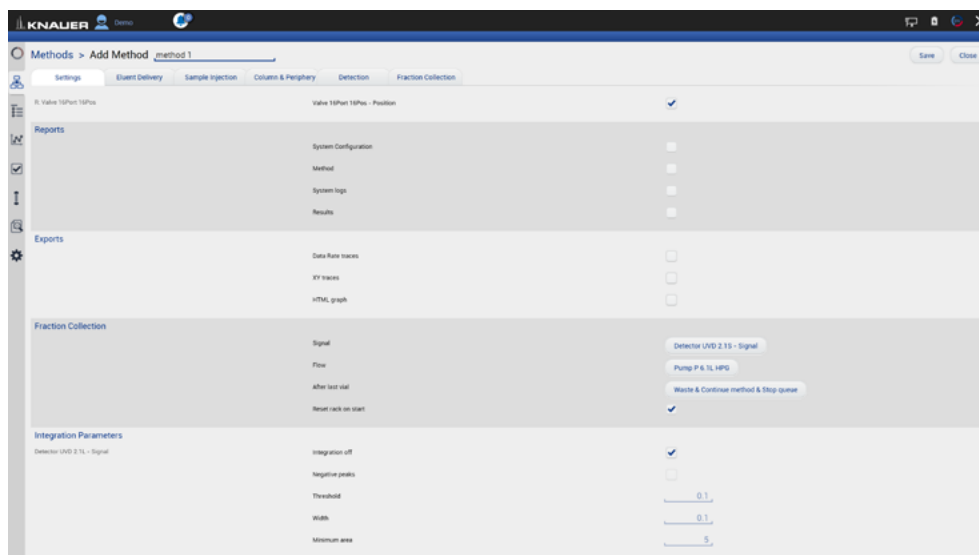 KNAUER Demo
Methods > Add Method method 1 Save Close
Settings Eluent Delivery Sample Injection Column & Periphery Detection Fraction Collection
R: Valve 16Port 16Pos Valve 16Port 16Pos - Position
Reports
System Configuration
Method
System logs
Results
Exports
Data Rare traces
XY traces
HTML graph
Fraction Collection
Signal Detector UVD 2.1S - Signal
Flow Pump P 6.1L HPG
After last vial Waste & Continue method & Stop queue
Reset rack on start
Integration Parameters
Detector UVD 2.1L - Signal Integration off
Negative peaks
Threshold 0.1
Width 0.1
Minimum area 5